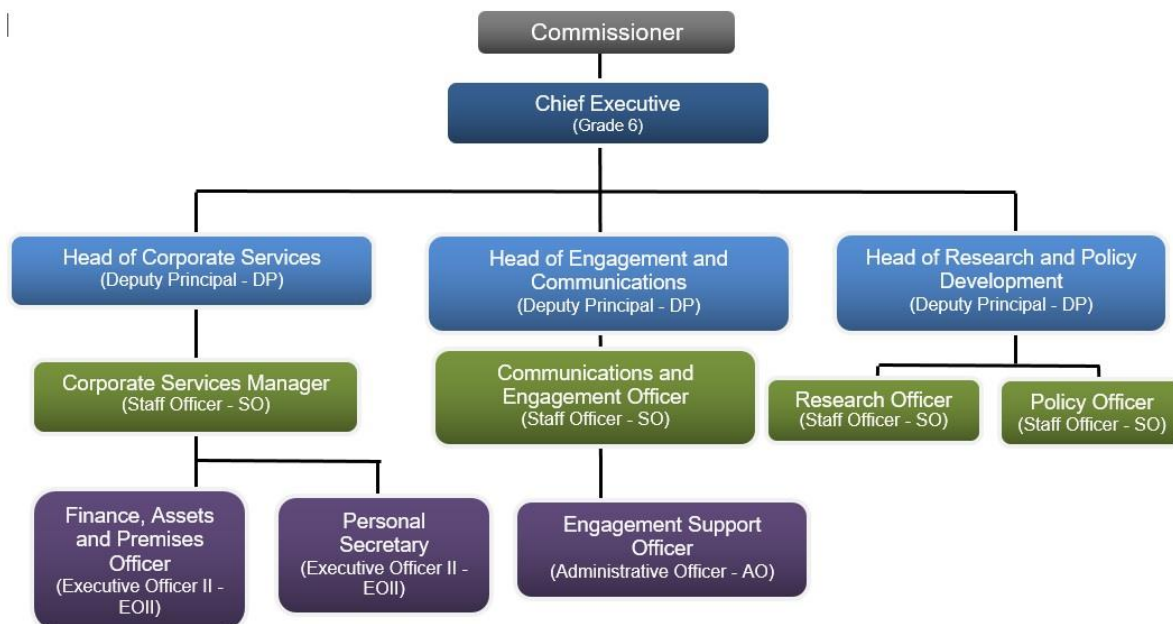 Commissioner
Chief Executive
(Grade 6)
Head of Corporate Services
(Deputy Principal - DP)
Head of Engagement and
Communications
(Deputy Principal - DP)
Head of Research and Policy
Development
(Deputy Principal - DP)
Corporate Services Manager
(Staff Officer - SO)
Communications and
Engagement Officer
(Staff Officer - SO)
Research Officer
(Staff Officer - SO)
Policy Officer
(Staff Officer - SO)
Finance, Assets
and Premises
Officer
(Executive Officer II -
EOII)
Personal
Secretary
(Executive Officer II -
EOII)
Engagement Support
Officer
(Administrative Officer - AO)